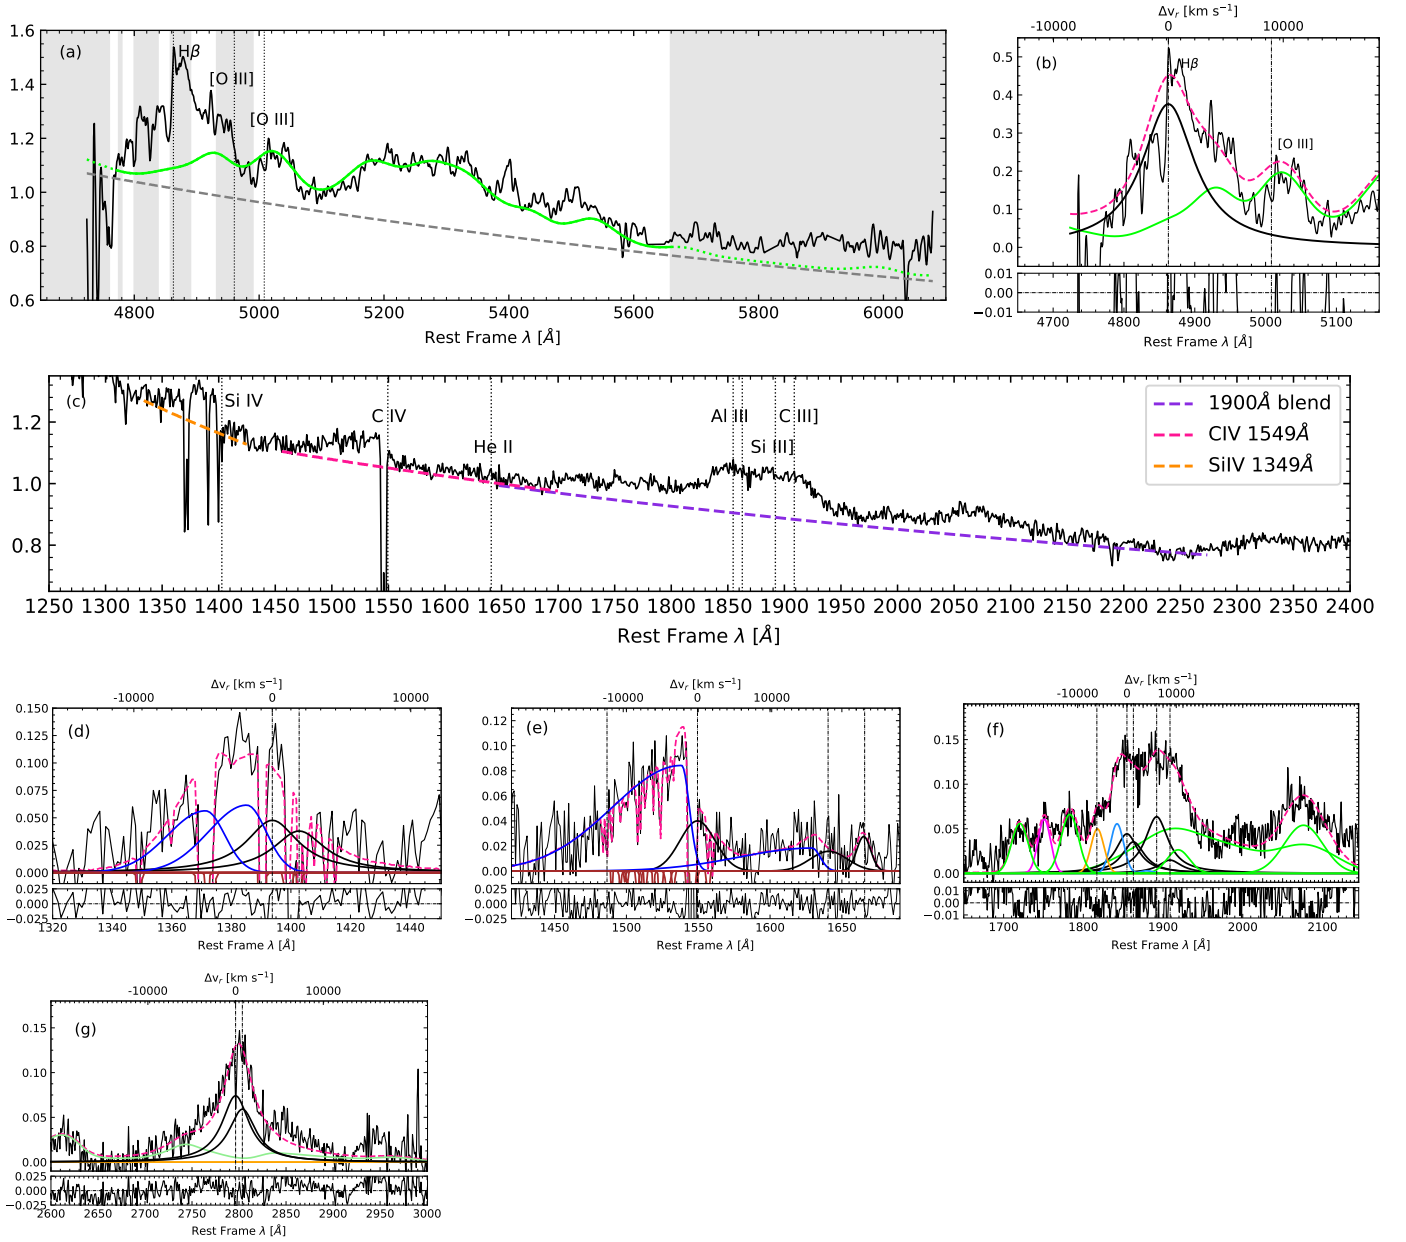 (a)
Hβ
[O III]
[O III]
1.6
1.4
1.2
1.0
0.8
0.6
4800 5000 5200 5400 5600 5800 6000
Rest Frame λ [Å]
Δvᵣ [km s⁻¹]
-10000 0 10000
(b)
Hβ
[O III]
0.5
0.4
0.3
0.2
0.1
0.0
0.01
0.00
−0.01
4700 4800 4900 5000 5100
Rest Frame λ [Å]
(c)
Si IV
C IV
He II
Al III
Si III]
C III]
1900Å blend
CIV 1549Å
SiIV 1349Å
1.2
1.0
0.8
1250 1300 1350 1400 1450 1500 1550 1600 1650 1700 1750 1800 1850 1900 1950 2000 2050 2100 2150 2200 2250 2300 2350 2400
Rest Frame λ [Å]
Δvᵣ [km s⁻¹]
-10000 0 10000
(d)
0.150
0.125
0.100
0.075
0.050
0.025
0.000
0.025
0.000
−0.025
1320 1340 1360 1380 1400 1420 1440
Rest Frame λ [Å]
Δvᵣ [km s⁻¹]
-10000 0 10000
(e)
0.12
0.10
0.08
0.06
0.04
0.02
0.00
0.025
0.000
−0.025
1450 1500 1550 1600 1650
Rest Frame λ [Å]
Δvᵣ [km s⁻¹]
-10000 0 10000
(f)
0.15
0.10
0.05
0.00
0.01
0.00
−0.01
1700 1800 1900 2000 2100
Rest Frame λ [Å]
Δvᵣ [km s⁻¹]
-10000 0 10000
(g)
0.15
0.10
0.05
0.00
0.025
0.000
−0.025
2600 2650 2700 2750 2800 2850 2900 2950 3000
Rest Frame λ [Å]